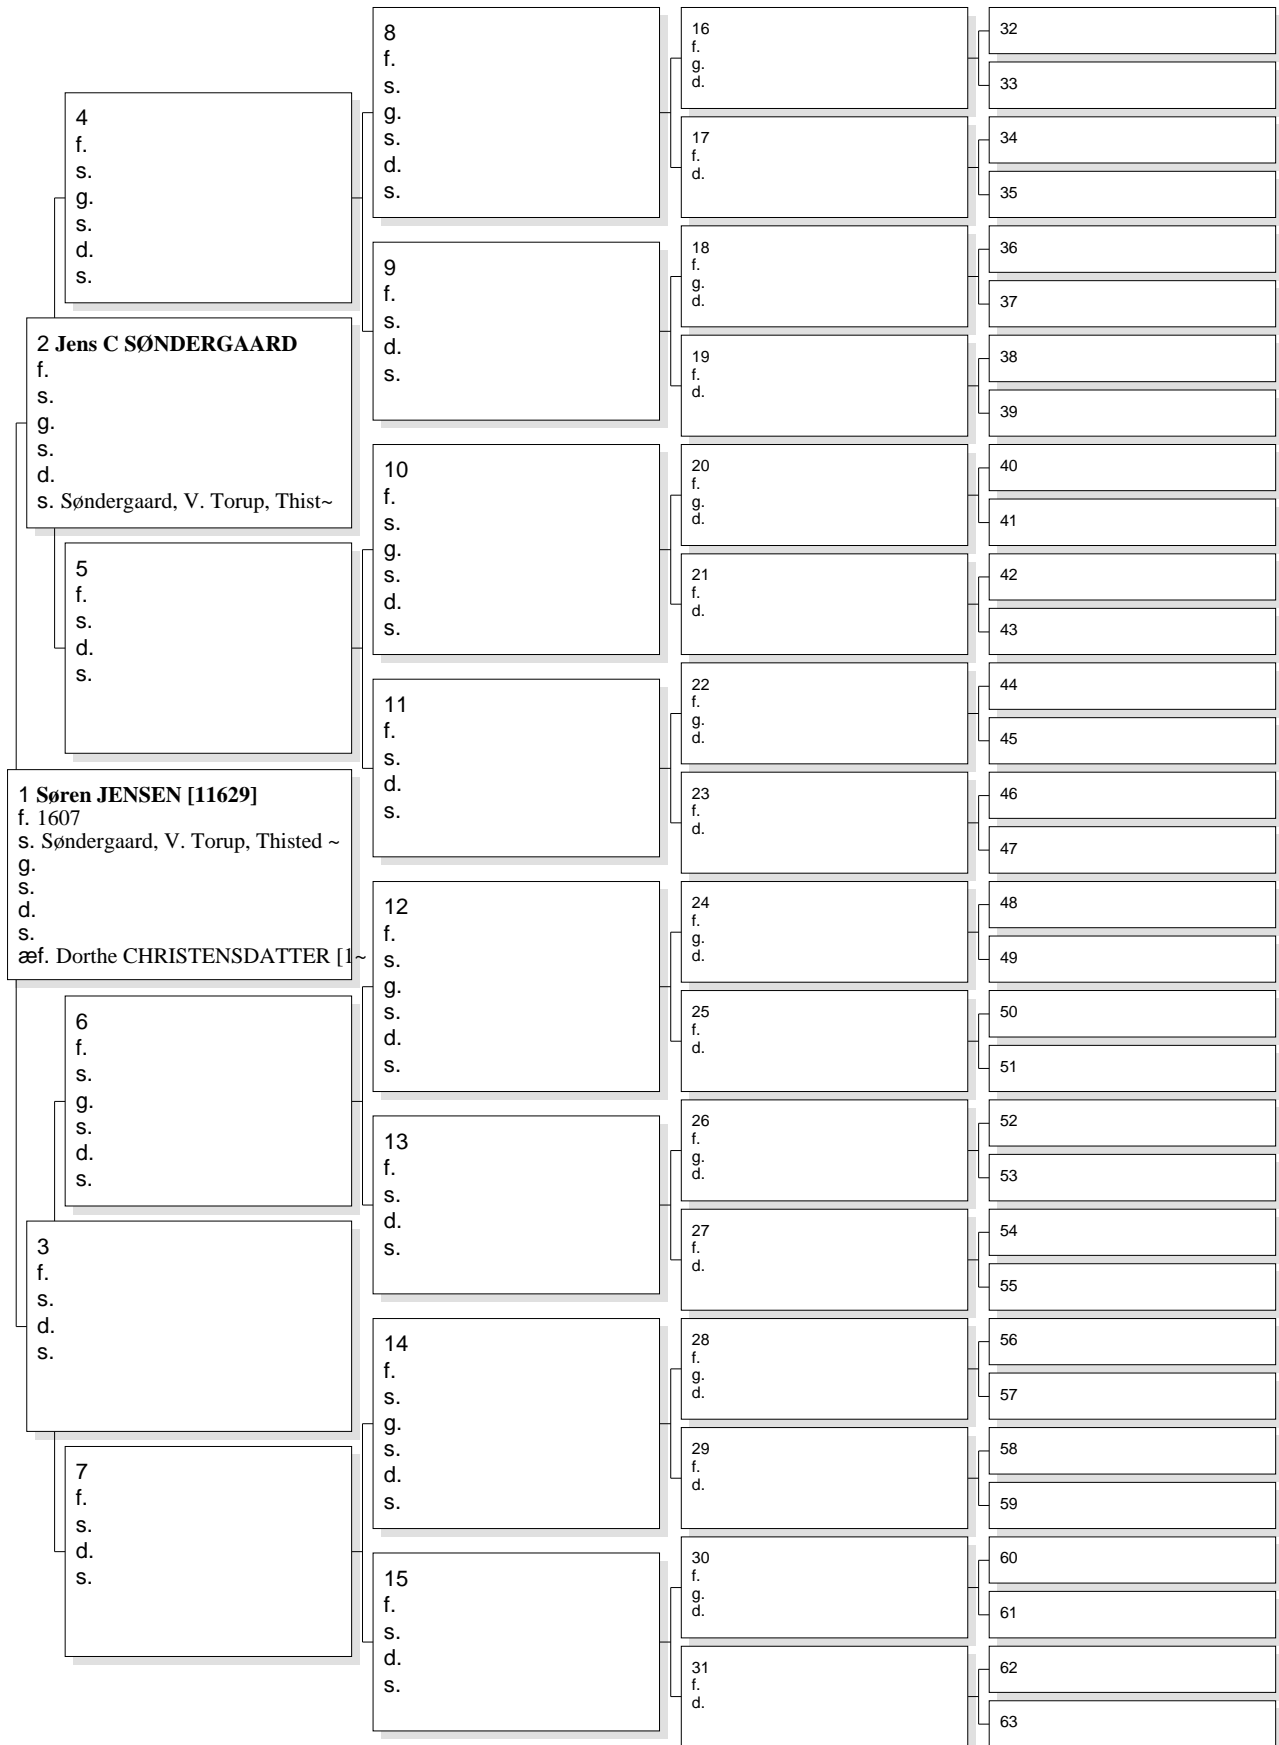 4
f.
s.
g.
s.
d.
s.
2 Jens C SØNDERGAARD
f.
s.
g.
s.
d.
s. Søndergaard, V. Torup, Thist~
5
f.
s.
d.
s.
1 Søren JENSEN [11629]
f. 1607
s. Søndergaard, V. Torup, Thisted ~
g.
s.
d.
s.
æf. Dorthe CHRISTENSDATTER [1~
6
f.
s.
g.
s.
d.
s.
3
f.
s.
d.
s.
7
f.
s.
d.
s.
8
f.
s.
g.
s.
d.
s.
9
f.
s.
d.
s.
10
f.
s.
g.
s.
d.
s.
11
f.
s.
d.
s.
12
f.
s.
g.
s.
d.
s.
13
f.
s.
d.
s.
14
f.
s.
g.
s.
d.
s.
15
f.
s.
d.
s.
16
f.
g.
d.
17
f.
d.
18
f.
g.
d.
19
f.
d.
20
f.
g.
d.
21
f.
d.
22
f.
g.
d.
23
f.
d.
24
f.
g.
d.
25
f.
d.
26
f.
g.
d.
27
f.
d.
28
f.
g.
d.
29
f.
d.
30
f.
g.
d.
31
f.
d.
32
33
34
35
36
37
38
39
40
41
42
43
44
45
46
47
48
49
50
51
52
53
54
55
56
57
58
59
60
61
62
63